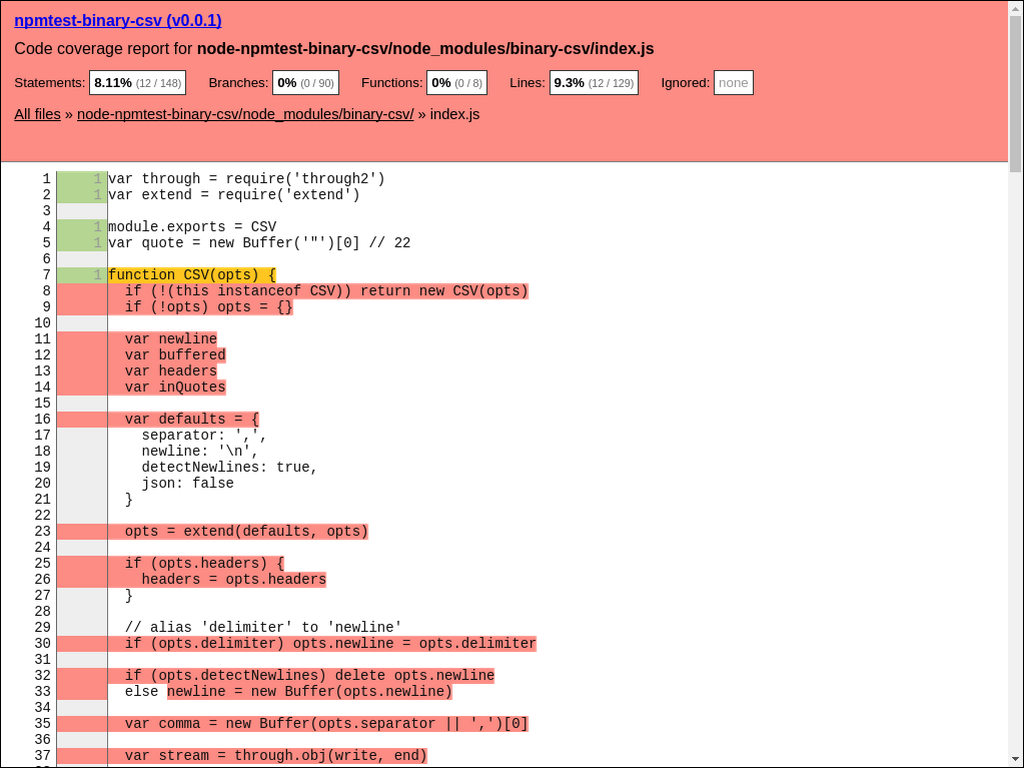 npmtest-binary-csv (v0.0.1)
Code coverage report for node-npmtest-binary-csv/node_modules/binary-csv/index.js
Statements: 8.11% (12 / 148) Branches: 0% (0 / 90) Functions: 0% (0 / 8) Lines: 9.3% (12 / 129) Ignored: none
All files » node-npmtest-binary-csv/node_modules/binary-csv/ » index.js
1 1 var through = require('through2')
2 1 var extend = require('extend')
3
4 1 module.exports = CSV
5 1 var quote = new Buffer('"')[0] // 22
6
7 1 function CSV(opts) {
8 if (!(this instanceof CSV)) return new CSV(opts)
9 if (!opts) opts = {}
10
11 var newline
12 var buffered
13 var headers
14 var inQuotes
15
16 var defaults = {
17 separator: ',',
18 newline: '\n',
19 detectNewlines: true,
20 json: false
21 }
22
23 opts = extend(defaults, opts)
24
25 if (opts.headers) {
26 headers = opts.headers
27 }
28
29 // alias 'delimiter' to 'newline'
30 if (opts.delimiter) opts.newline = opts.delimiter
31
32 if (opts.detectNewlines) delete opts.newline
33 else newline = new Buffer(opts.newline)
34
35 var comma = new Buffer(opts.separator || ',')[0]
36
37 var stream = through.obj(write, end)